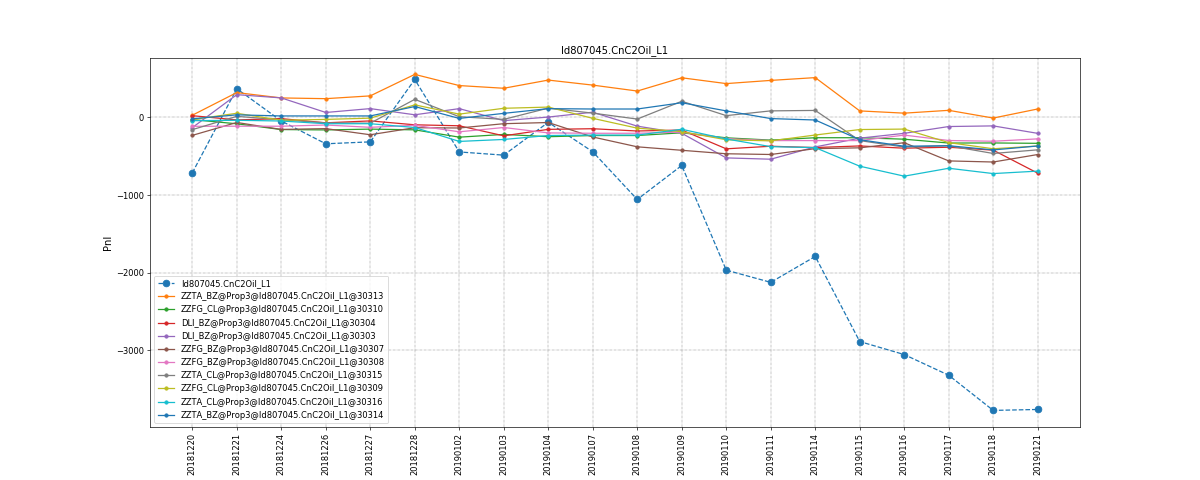 Id807045.CnC2Oil_L1
Pnl
0
−1000
−2000
−3000
Id807045.CnC2Oil_L1
ZZTA_BZ@Prop3@Id807045.CnC2Oil_L1@30313
ZZFG_CL@Prop3@Id807045.CnC2Oil_L1@30310
DLI_BZ@Prop3@Id807045.CnC2Oil_L1@30304
DLI_BZ@Prop3@Id807045.CnC2Oil_L1@30303
ZZFG_BZ@Prop3@Id807045.CnC2Oil_L1@30307
ZZFG_BZ@Prop3@Id807045.CnC2Oil_L1@30308
ZZTA_CL@Prop3@Id807045.CnC2Oil_L1@30315
ZZFG_CL@Prop3@Id807045.CnC2Oil_L1@30309
ZZTA_CL@Prop3@Id807045.CnC2Oil_L1@30316
ZZTA_BZ@Prop3@Id807045.CnC2Oil_L1@30314
20181220
20181221
20181224
20181226
20181227
20181228
20190102
20190103
20190104
20190107
20190108
20190109
20190110
20190111
20190114
20190115
20190116
20190117
20190118
20190121